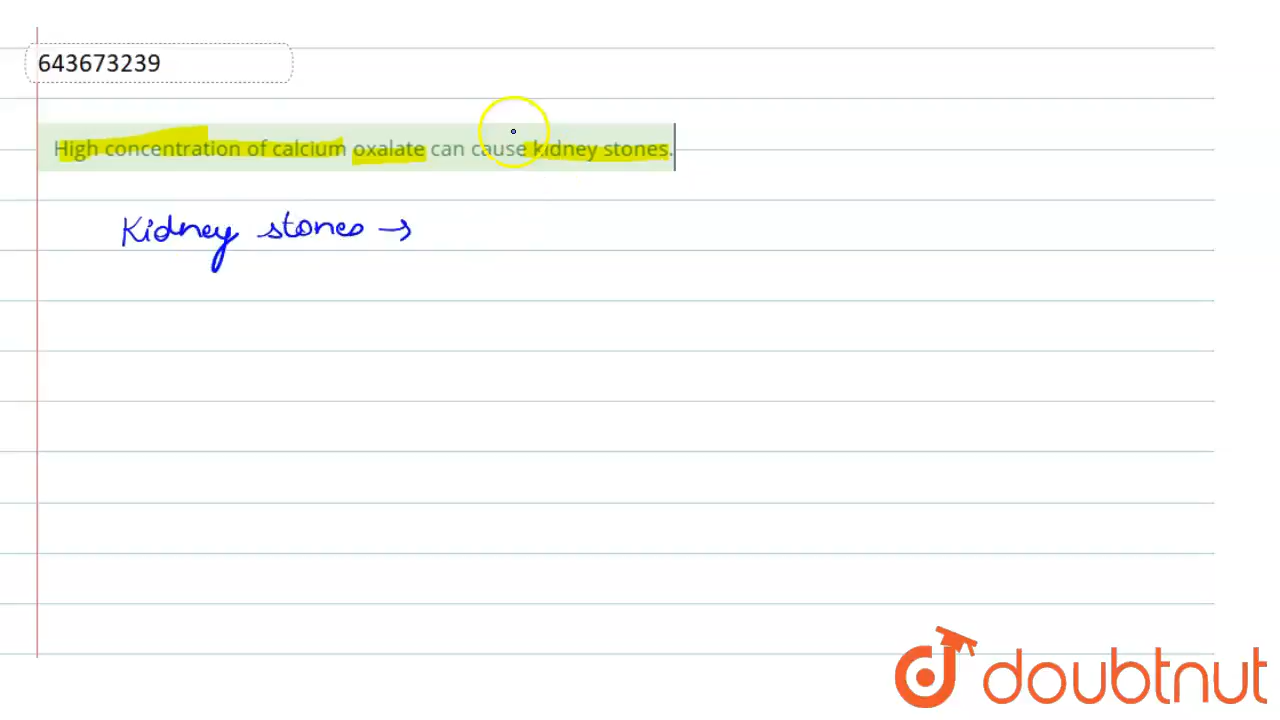 643673239
High concentration of calcium oxalate can cause kidney stones.
Kidney stones →
doubtnut